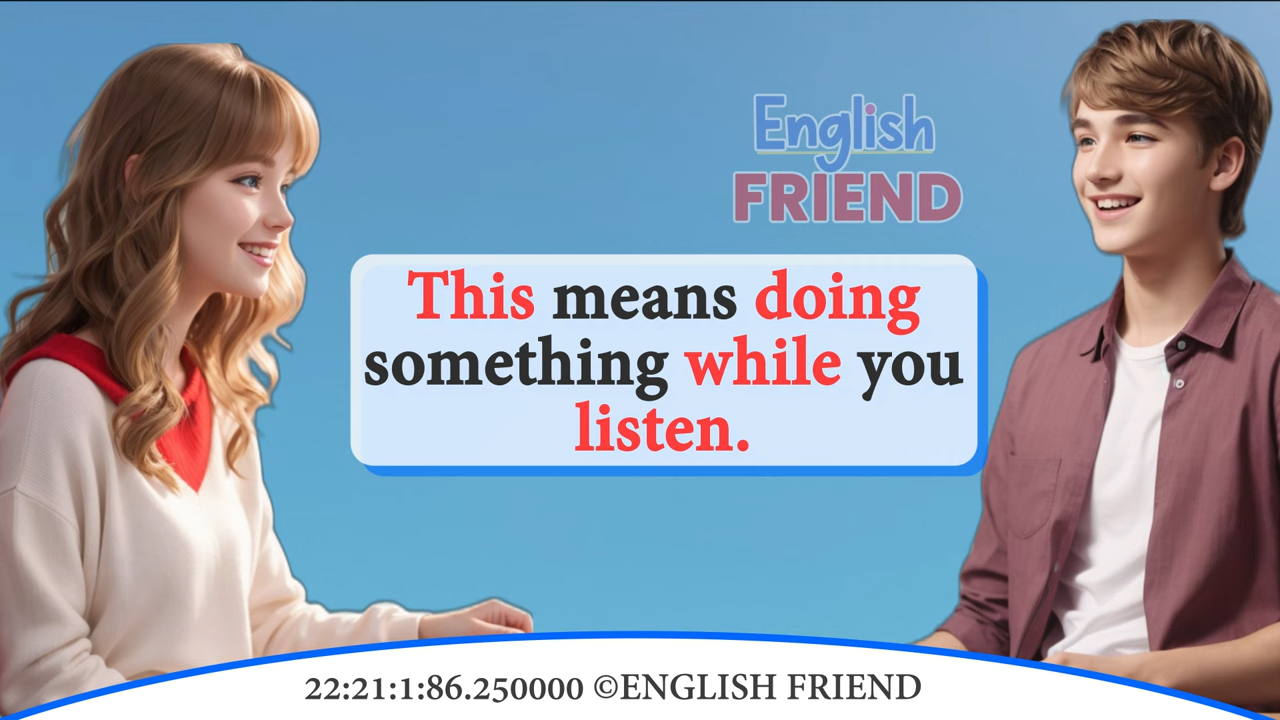 English
FRIEND
This means doing
something while you
listen.
22:21:1:86.250000 ©ENGLISH FRIEND